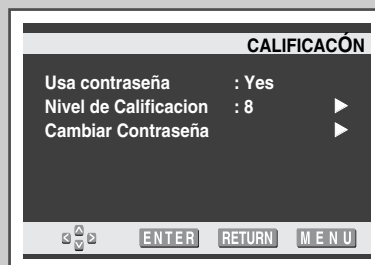 CALIFICACÓN
Usa contraseña : Yes
Nivel de Calificacion : 8
Cambiar Contraseña
ENTER RETURN MENU